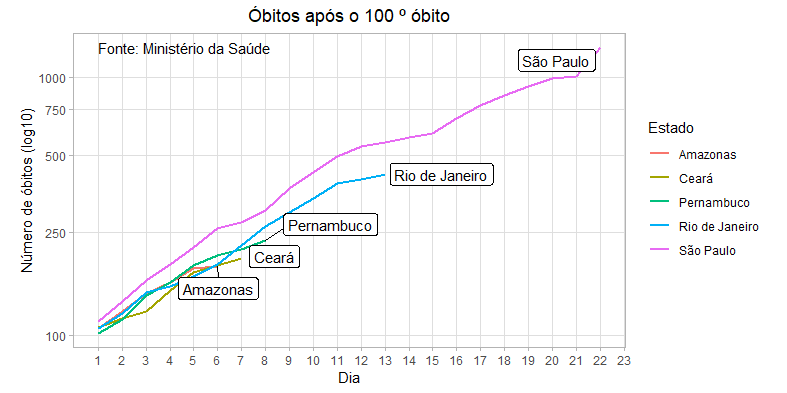 Óbitos após o 100 º óbito
Fonte: Ministério da Saúde
São Paulo
Rio de Janeiro
Pernambuco
Ceará
Amazonas
Número de óbitos (log10)
1000
750
500
250
100
1 2 3 4 5 6 7 8 9 10 11 12 13 14 15 16 17 18 19 20 21 22 23
Dia
Estado
Amazonas
Ceará
Pernambuco
Rio de Janeiro
São Paulo